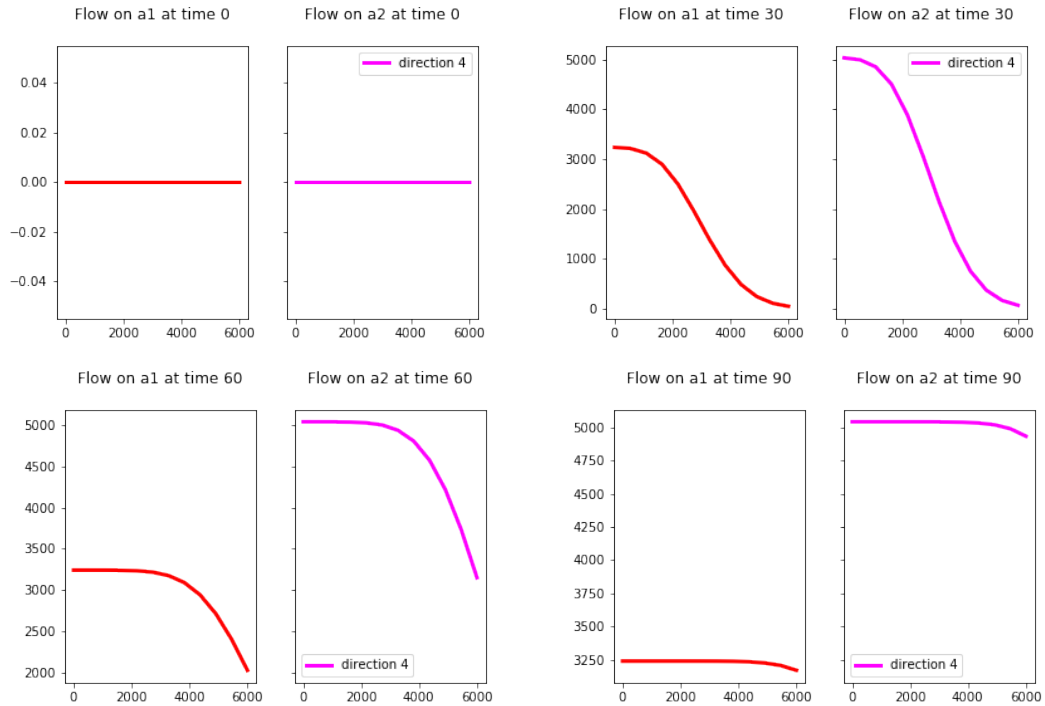 Flow on a1 at time 0
Flow on a2 at time 0
0.04
0.02
0.00
−0.02
−0.04
0 2000 4000 6000
direction 4
0 2000 4000 6000
Flow on a1 at time 30
Flow on a2 at time 30
5000
4000
3000
2000
1000
0
0 2000 4000 6000
direction 4
0 2000 4000 6000
Flow on a1 at time 60
Flow on a2 at time 60
5000
4500
4000
3500
3000
2500
2000
0 2000 4000 6000
direction 4
0 2000 4000 6000
Flow on a1 at time 90
Flow on a2 at time 90
5000
4750
4500
4250
4000
3750
3500
3250
0 2000 4000 6000
direction 4
0 2000 4000 6000